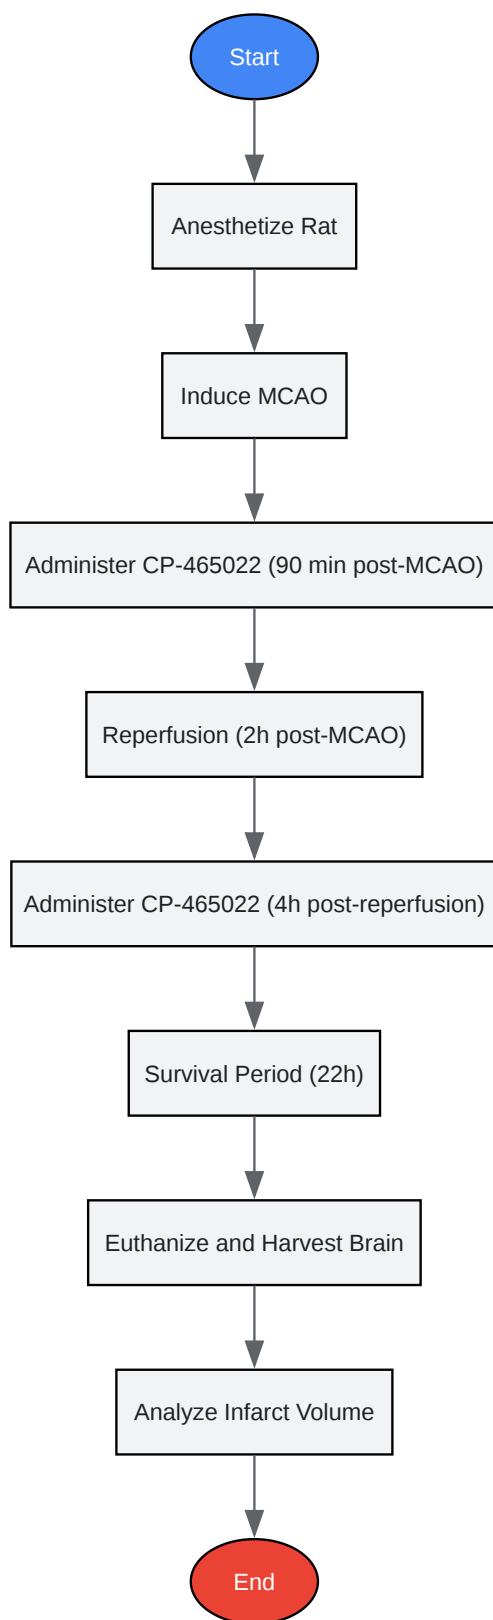 Start
Anesthetize Rat
Induce MCAO
Administer CP-465022 (90 min post-MCAO)
Reperfusion (2h post-MCAO)
Administer CP-465022 (4h post-reperfusion)
Survival Period (22h)
Euthanize and Harvest Brain
Analyze Infarct Volume
End